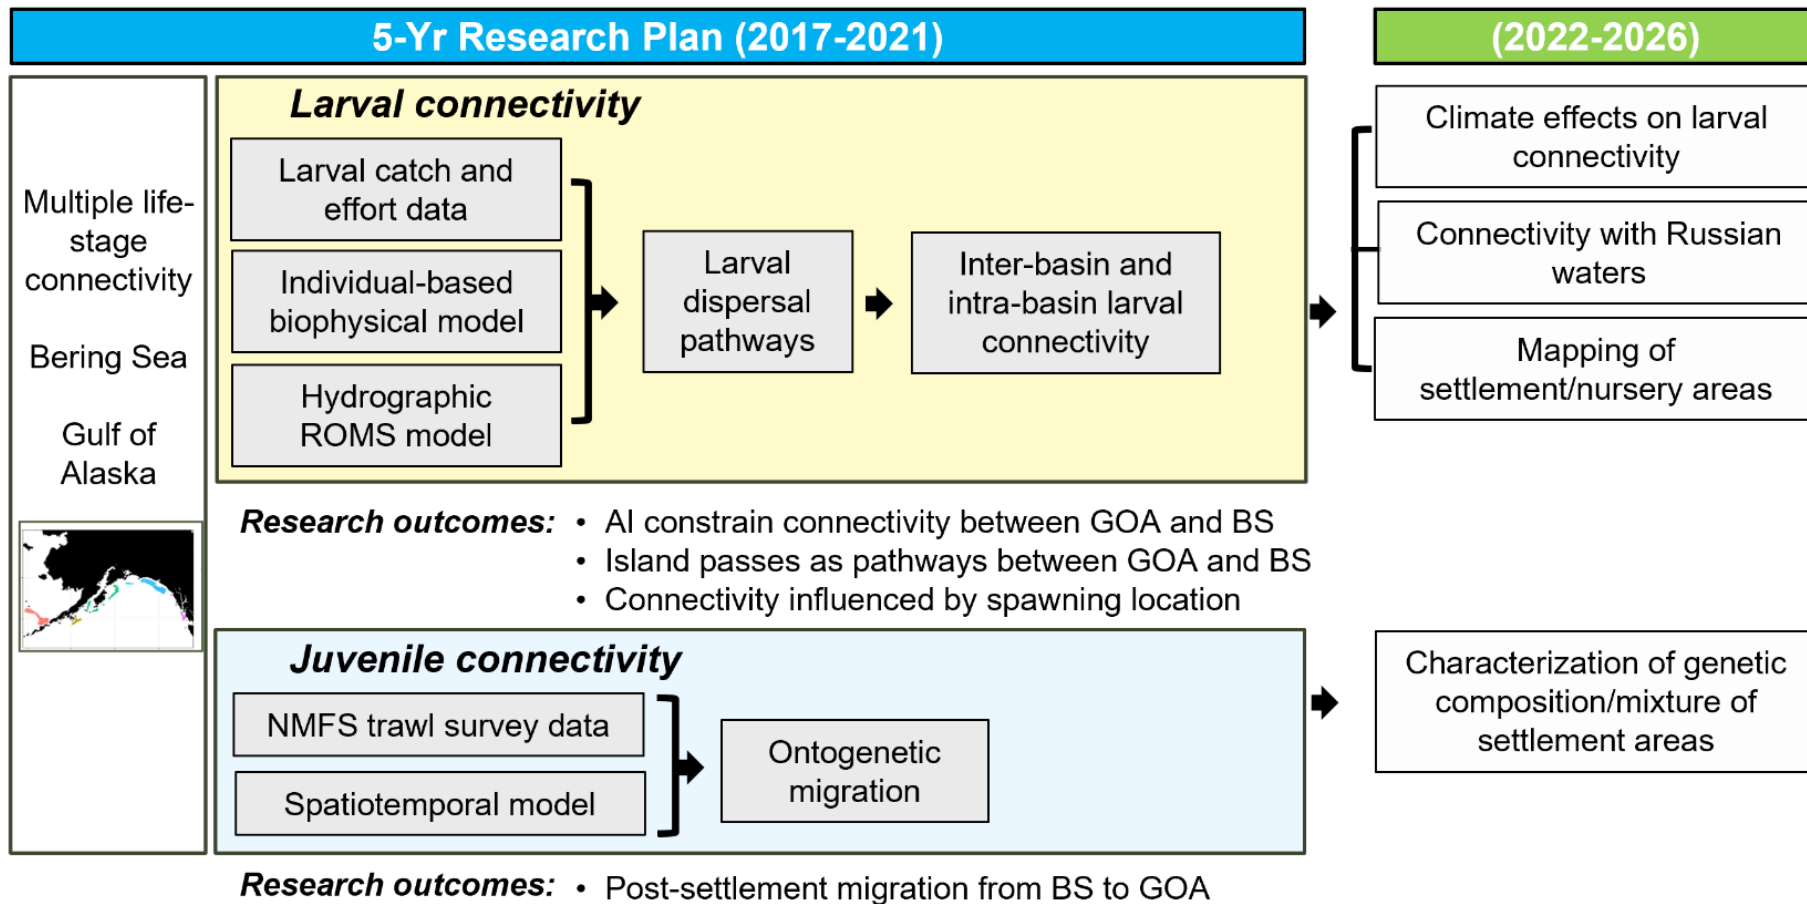 5-Yr Research Plan (2017-2021)
(2022-2026)
Multiple life-
stage
connectivity
Bering Sea
Gulf of
Alaska
Larval connectivity
Larval catch and
effort data
Individual-based
biophysical model
Hydrographic
ROMS model
Larval
dispersal
pathways
Inter-basin and
intra-basin larval
connectivity
Climate effects on larval
connectivity
Connectivity with Russian
waters
Mapping of
settlement/nursery areas
Research outcomes: • AI constrain connectivity between GOA and BS
• Island passes as pathways between GOA and BS
• Connectivity influenced by spawning location
Juvenile connectivity
NMFS trawl survey data
Spatiotemporal model
Ontogenetic
migration
Characterization of genetic
composition/mixture of
settlement areas
Research outcomes: • Post-settlement migration from BS to GOA